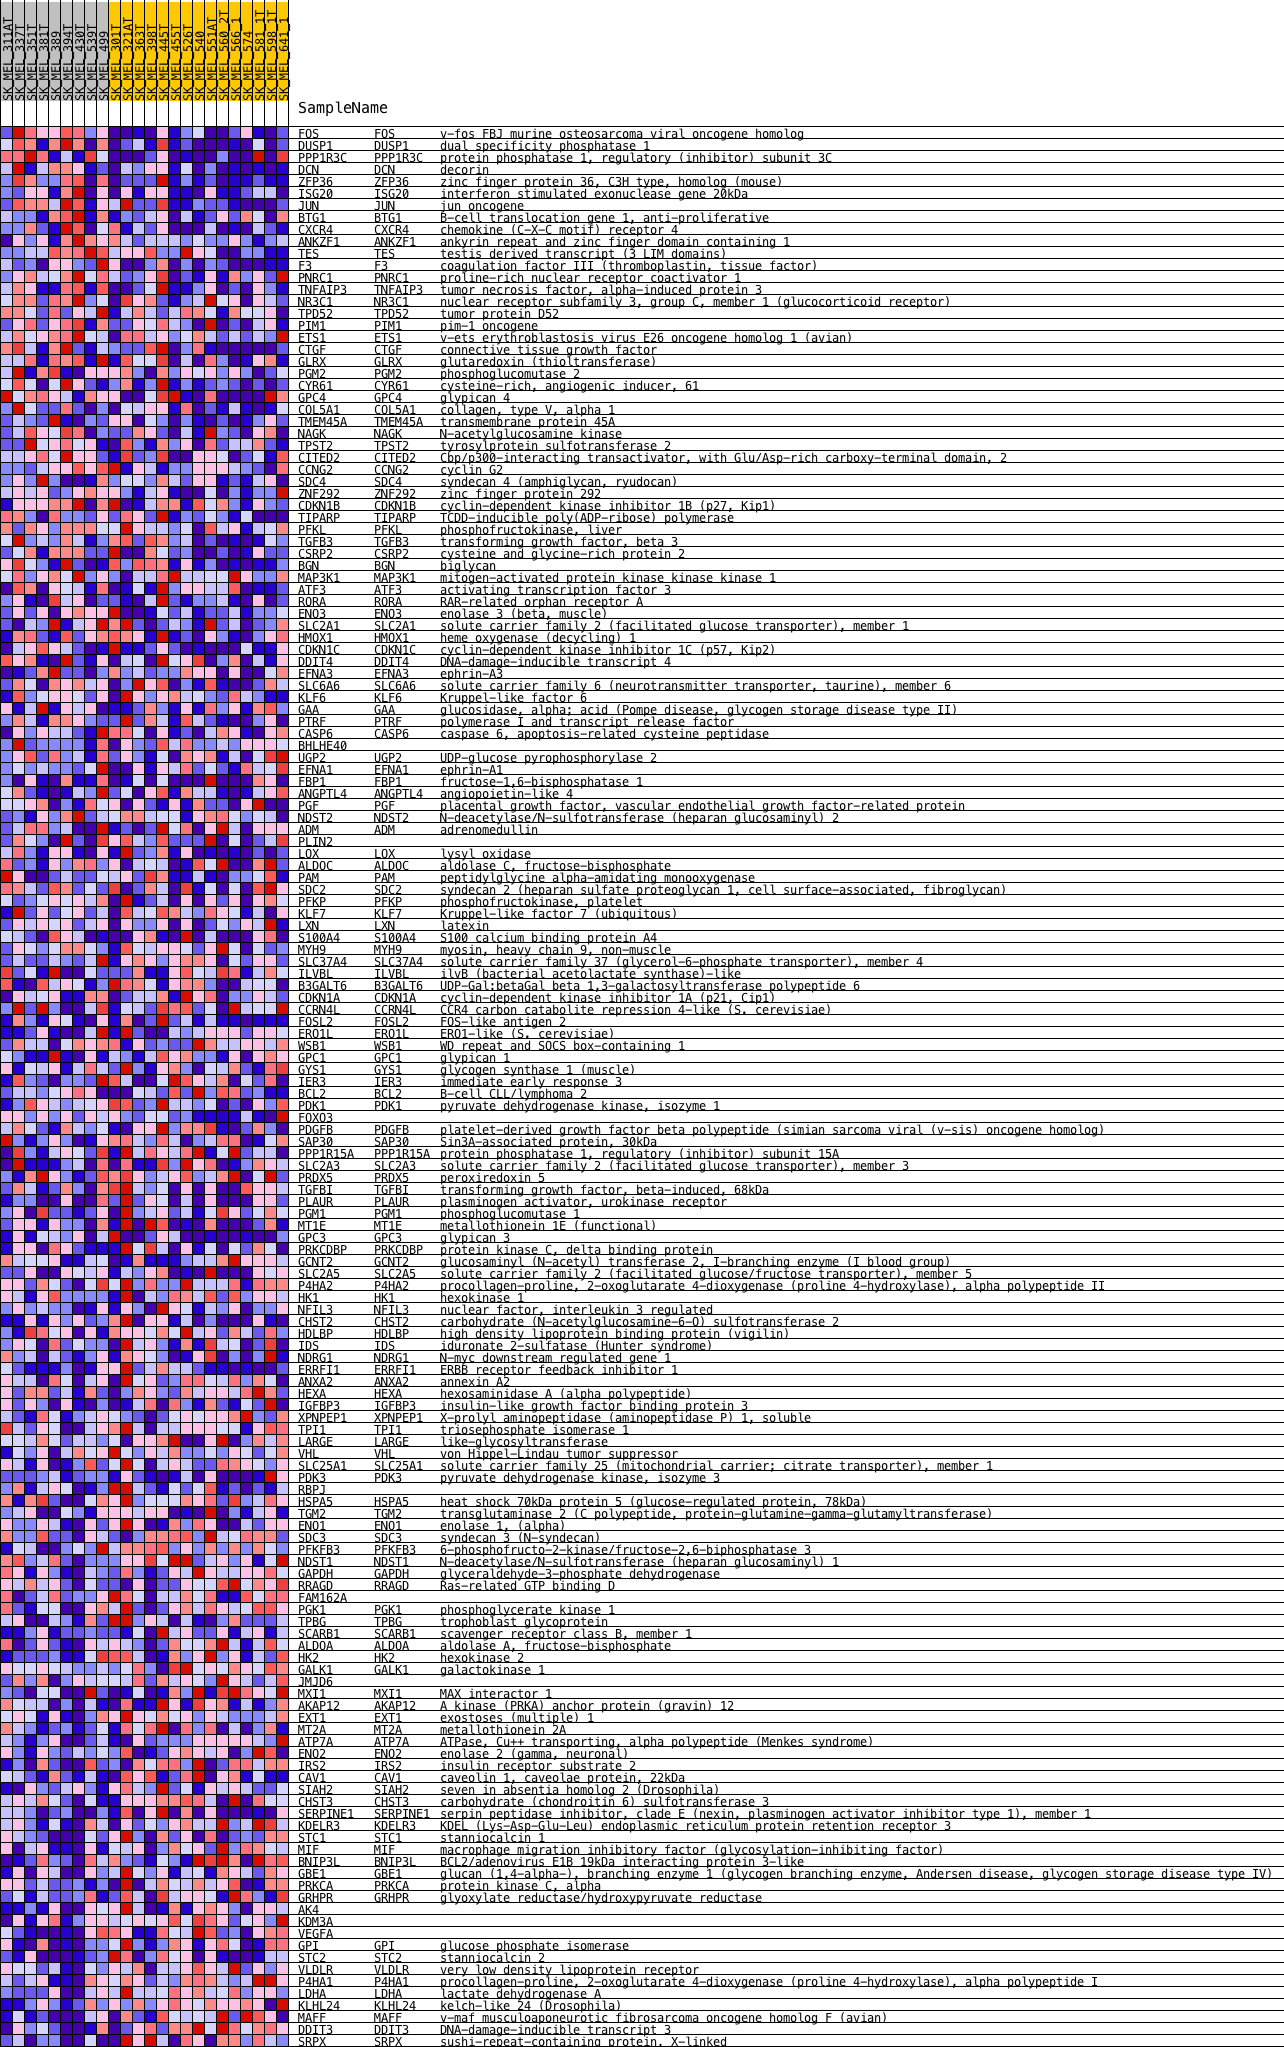 SK_MEL_311AT
SK_MEL_337T
SK_MEL_351T
SK_MEL_381T
SK_MEL_389
SK_MEL_394T
SK_MEL_430T
SK_MEL_539T
SK_MEL_499
SK_MEL_301T
SK_MEL_321AT
SK_MEL_363T
SK_MEL_398T
SK_MEL_445T
SK_MEL_455T
SK_MEL_526T
SK_MEL_540
SK_MEL_551AT
SK_MEL_560_2T
SK_MEL_566_1
SK_MEL_574
SK_MEL_581_1T
SK_MEL_598_1T
SK_MEL_641_1
SampleName
FOS FOS v-fos FBJ murine osteosarcoma viral oncogene homolog
DUSP1 DUSP1 dual specificity phosphatase 1
PPP1R3C PPP1R3C protein phosphatase 1, regulatory (inhibitor) subunit 3C
DCN DCN decorin
ZFP36 ZFP36 zinc finger protein 36, C3H type, homolog (mouse)
ISG20 ISG20 interferon stimulated exonuclease gene 20kDa
JUN JUN jun oncogene
BTG1 BTG1 B-cell translocation gene 1, anti-proliferative
CXCR4 CXCR4 chemokine (C-X-C motif) receptor 4
ANKZF1 ANKZF1 ankyrin repeat and zinc finger domain containing 1
TES TES testis derived transcript (3 LIM domains)
F3 F3 coagulation factor III (thromboplastin, tissue factor)
PNRC1 PNRC1 proline-rich nuclear receptor coactivator 1
TNFAIP3 TNFAIP3 tumor necrosis factor, alpha-induced protein 3
NR3C1 NR3C1 nuclear receptor subfamily 3, group C, member 1 (glucocorticoid receptor)
TPD52 TPD52 tumor protein D52
PIM1 PIM1 pim-1 oncogene
ETS1 ETS1 v-ets erythroblastosis virus E26 oncogene homolog 1 (avian)
CTGF CTGF connective tissue growth factor
GLRX GLRX glutaredoxin (thioltransferase)
PGM2 PGM2 phosphoglucomutase 2
CYR61 CYR61 cysteine-rich, angiogenic inducer, 61
GPC4 GPC4 glypican 4
COL5A1 COL5A1 collagen, type V, alpha 1
TMEM45A TMEM45A transmembrane protein 45A
NAGK NAGK N-acetylglucosamine kinase
TPST2 TPST2 tyrosylprotein sulfotransferase 2
CITED2 CITED2 Cbp/p300-interacting transactivator, with Glu/Asp-rich carboxy-terminal domain, 2
CCNG2 CCNG2 cyclin G2
SDC4 SDC4 syndecan 4 (amphiglycan, ryudocan)
ZNF292 ZNF292 zinc finger protein 292
CDKN1B CDKN1B cyclin-dependent kinase inhibitor 1B (p27, Kip1)
TIPARP TIPARP TCDD-inducible poly(ADP-ribose) polymerase
PFKL PFKL phosphofructokinase, liver
TGFB3 TGFB3 transforming growth factor, beta 3
CSRP2 CSRP2 cysteine and glycine-rich protein 2
BGN BGN biglycan
MAP3K1 MAP3K1 mitogen-activated protein kinase kinase kinase 1
ATF3 ATF3 activating transcription factor 3
RORA RORA RAR-related orphan receptor A
ENO3 ENO3 enolase 3 (beta, muscle)
SLC2A1 SLC2A1 solute carrier family 2 (facilitated glucose transporter), member 1
HMOX1 HMOX1 heme oxygenase (decycling) 1
CDKN1C CDKN1C cyclin-dependent kinase inhibitor 1C (p57, Kip2)
DDIT4 DDIT4 DNA-damage-inducible transcript 4
EFNA3 EFNA3 ephrin-A3
SLC6A6 SLC6A6 solute carrier family 6 (neurotransmitter transporter, taurine), member 6
KLF6 KLF6 Kruppel-like factor 6
GAA GAA glucosidase, alpha; acid (Pompe disease, glycogen storage disease type II)
PTRF PTRF polymerase I and transcript release factor
CASP6 CASP6 caspase 6, apoptosis-related cysteine peptidase
BHLHE40
UGP2 UGP2 UDP-glucose pyrophosphorylase 2
EFNA1 EFNA1 ephrin-A1
FBP1 FBP1 fructose-1,6-bisphosphatase 1
ANGPTL4 ANGPTL4 angiopoietin-like 4
PGF PGF placental growth factor, vascular endothelial growth factor-related protein
NDST2 NDST2 N-deacetylase/N-sulfotransferase (heparan glucosaminyl) 2
ADM ADM adrenomedullin
PLIN2
LOX LOX lysyl oxidase
ALDOC ALDOC aldolase C, fructose-bisphosphate
PAM PAM peptidylglycine alpha-amidating monooxygenase
SDC2 SDC2 syndecan 2 (heparan sulfate proteoglycan 1, cell surface-associated, fibroglycan)
PFKP PFKP phosphofructokinase, platelet
KLF7 KLF7 Kruppel-like factor 7 (ubiquitous)
LXN LXN latexin
S100A4 S100A4 S100 calcium binding protein A4
MYH9 MYH9 myosin, heavy chain 9, non-muscle
SLC37A4 SLC37A4 solute carrier family 37 (glycerol-6-phosphate transporter), member 4
ILVBL ILVBL ilvB (bacterial acetolactate synthase)-like
B3GALT6 B3GALT6 UDP-Gal:betaGal beta 1,3-galactosyltransferase polypeptide 6
CDKN1A CDKN1A cyclin-dependent kinase inhibitor 1A (p21, Cip1)
CCRN4L CCRN4L CCR4 carbon catabolite repression 4-like (S. cerevisiae)
FOSL2 FOSL2 FOS-like antigen 2
ERO1L ERO1L ERO1-like (S. cerevisiae)
WSB1 WSB1 WD repeat and SOCS box-containing 1
GPC1 GPC1 glypican 1
GYS1 GYS1 glycogen synthase 1 (muscle)
IER3 IER3 immediate early response 3
BCL2 BCL2 B-cell CLL/lymphoma 2
PDK1 PDK1 pyruvate dehydrogenase kinase, isozyme 1
FOXO3
PDGFB PDGFB platelet-derived growth factor beta polypeptide (simian sarcoma viral (v-sis) oncogene homolog)
SAP30 SAP30 Sin3A-associated protein, 30kDa
PPP1R15A PPP1R15A protein phosphatase 1, regulatory (inhibitor) subunit 15A
SLC2A3 SLC2A3 solute carrier family 2 (facilitated glucose transporter), member 3
PRDX5 PRDX5 peroxiredoxin 5
TGFBI TGFBI transforming growth factor, beta-induced, 68kDa
PLAUR PLAUR plasminogen activator, urokinase receptor
PGM1 PGM1 phosphoglucomutase 1
MT1E MT1E metallothionein 1E (functional)
GPC3 GPC3 glypican 3
PRKCDBP PRKCDBP protein kinase C, delta binding protein
GCNT2 GCNT2 glucosaminyl (N-acetyl) transferase 2, I-branching enzyme (I blood group)
SLC2A5 SLC2A5 solute carrier family 2 (facilitated glucose/fructose transporter), member 5
P4HA2 P4HA2 procollagen-proline, 2-oxoglutarate 4-dioxygenase (proline 4-hydroxylase), alpha polypeptide II
HK1 HK1 hexokinase 1
NFIL3 NFIL3 nuclear factor, interleukin 3 regulated
CHST2 CHST2 carbohydrate (N-acetylglucosamine-6-O) sulfotransferase 2
HDLBP HDLBP high density lipoprotein binding protein (vigilin)
IDS IDS iduronate 2-sulfatase (Hunter syndrome)
NDRG1 NDRG1 N-myc downstream regulated gene 1
ERRFI1 ERRFI1 ERBB receptor feedback inhibitor 1
ANXA2 ANXA2 annexin A2
HEXA HEXA hexosaminidase A (alpha polypeptide)
IGFBP3 IGFBP3 insulin-like growth factor binding protein 3
XPNPEP1 XPNPEP1 X-prolyl aminopeptidase (aminopeptidase P) 1, soluble
TPI1 TPI1 triosephosphate isomerase 1
LARGE LARGE like-glycosyltransferase
VHL VHL von Hippel-Lindau tumor suppressor
SLC25A1 SLC25A1 solute carrier family 25 (mitochondrial carrier; citrate transporter), member 1
PDK3 PDK3 pyruvate dehydrogenase kinase, isozyme 3
RBPJ
HSPA5 HSPA5 heat shock 70kDa protein 5 (glucose-regulated protein, 78kDa)
TGM2 TGM2 transglutaminase 2 (C polypeptide, protein-glutamine-gamma-glutamyltransferase)
ENO1 ENO1 enolase 1, (alpha)
SDC3 SDC3 syndecan 3 (N-syndecan)
PFKFB3 PFKFB3 6-phosphofructo-2-kinase/fructose-2,6-biphosphatase 3
NDST1 NDST1 N-deacetylase/N-sulfotransferase (heparan glucosaminyl) 1
GAPDH GAPDH glyceraldehyde-3-phosphate dehydrogenase
RRAGD RRAGD Ras-related GTP binding D
FAM162A
PGK1 PGK1 phosphoglycerate kinase 1
TPBG TPBG trophoblast glycoprotein
SCARB1 SCARB1 scavenger receptor class B, member 1
ALDOA ALDOA aldolase A, fructose-bisphosphate
HK2 HK2 hexokinase 2
GALK1 GALK1 galactokinase 1
JMJD6
MXI1 MXI1 MAX interactor 1
AKAP12 AKAP12 A kinase (PRKA) anchor protein (gravin) 12
EXT1 EXT1 exostoses (multiple) 1
MT2A MT2A metallothionein 2A
ATP7A ATP7A ATPase, Cu++ transporting, alpha polypeptide (Menkes syndrome)
ENO2 ENO2 enolase 2 (gamma, neuronal)
IRS2 IRS2 insulin receptor substrate 2
CAV1 CAV1 caveolin 1, caveolae protein, 22kDa
SIAH2 SIAH2 seven in absentia homolog 2 (Drosophila)
CHST3 CHST3 carbohydrate (chondroitin 6) sulfotransferase 3
SERPINE1 SERPINE1 serpin peptidase inhibitor, clade E (nexin, plasminogen activator inhibitor type 1), member 1
KDELR3 KDELR3 KDEL (Lys-Asp-Glu-Leu) endoplasmic reticulum protein retention receptor 3
STC1 STC1 stanniocalcin 1
MIF MIF macrophage migration inhibitory factor (glycosylation-inhibiting factor)
BNIP3L BNIP3L BCL2/adenovirus E1B 19kDa interacting protein 3-like
GBE1 GBE1 glucan (1,4-alpha-), branching enzyme 1 (glycogen branching enzyme, Andersen disease, glycogen storage disease type IV)
PRKCA PRKCA protein kinase C, alpha
GRHPR GRHPR glyoxylate reductase/hydroxypyruvate reductase
AK4
KDM3A
VEGFA
GPI GPI glucose phosphate isomerase
STC2 STC2 stanniocalcin 2
VLDLR VLDLR very low density lipoprotein receptor
P4HA1 P4HA1 procollagen-proline, 2-oxoglutarate 4-dioxygenase (proline 4-hydroxylase), alpha polypeptide I
LDHA LDHA lactate dehydrogenase A
KLHL24 KLHL24 kelch-like 24 (Drosophila)
MAFF MAFF v-maf musculoaponeurotic fibrosarcoma oncogene homolog F (avian)
DDIT3 DDIT3 DNA-damage-inducible transcript 3
SRPX SRPX sushi-repeat-containing protein, X-linked